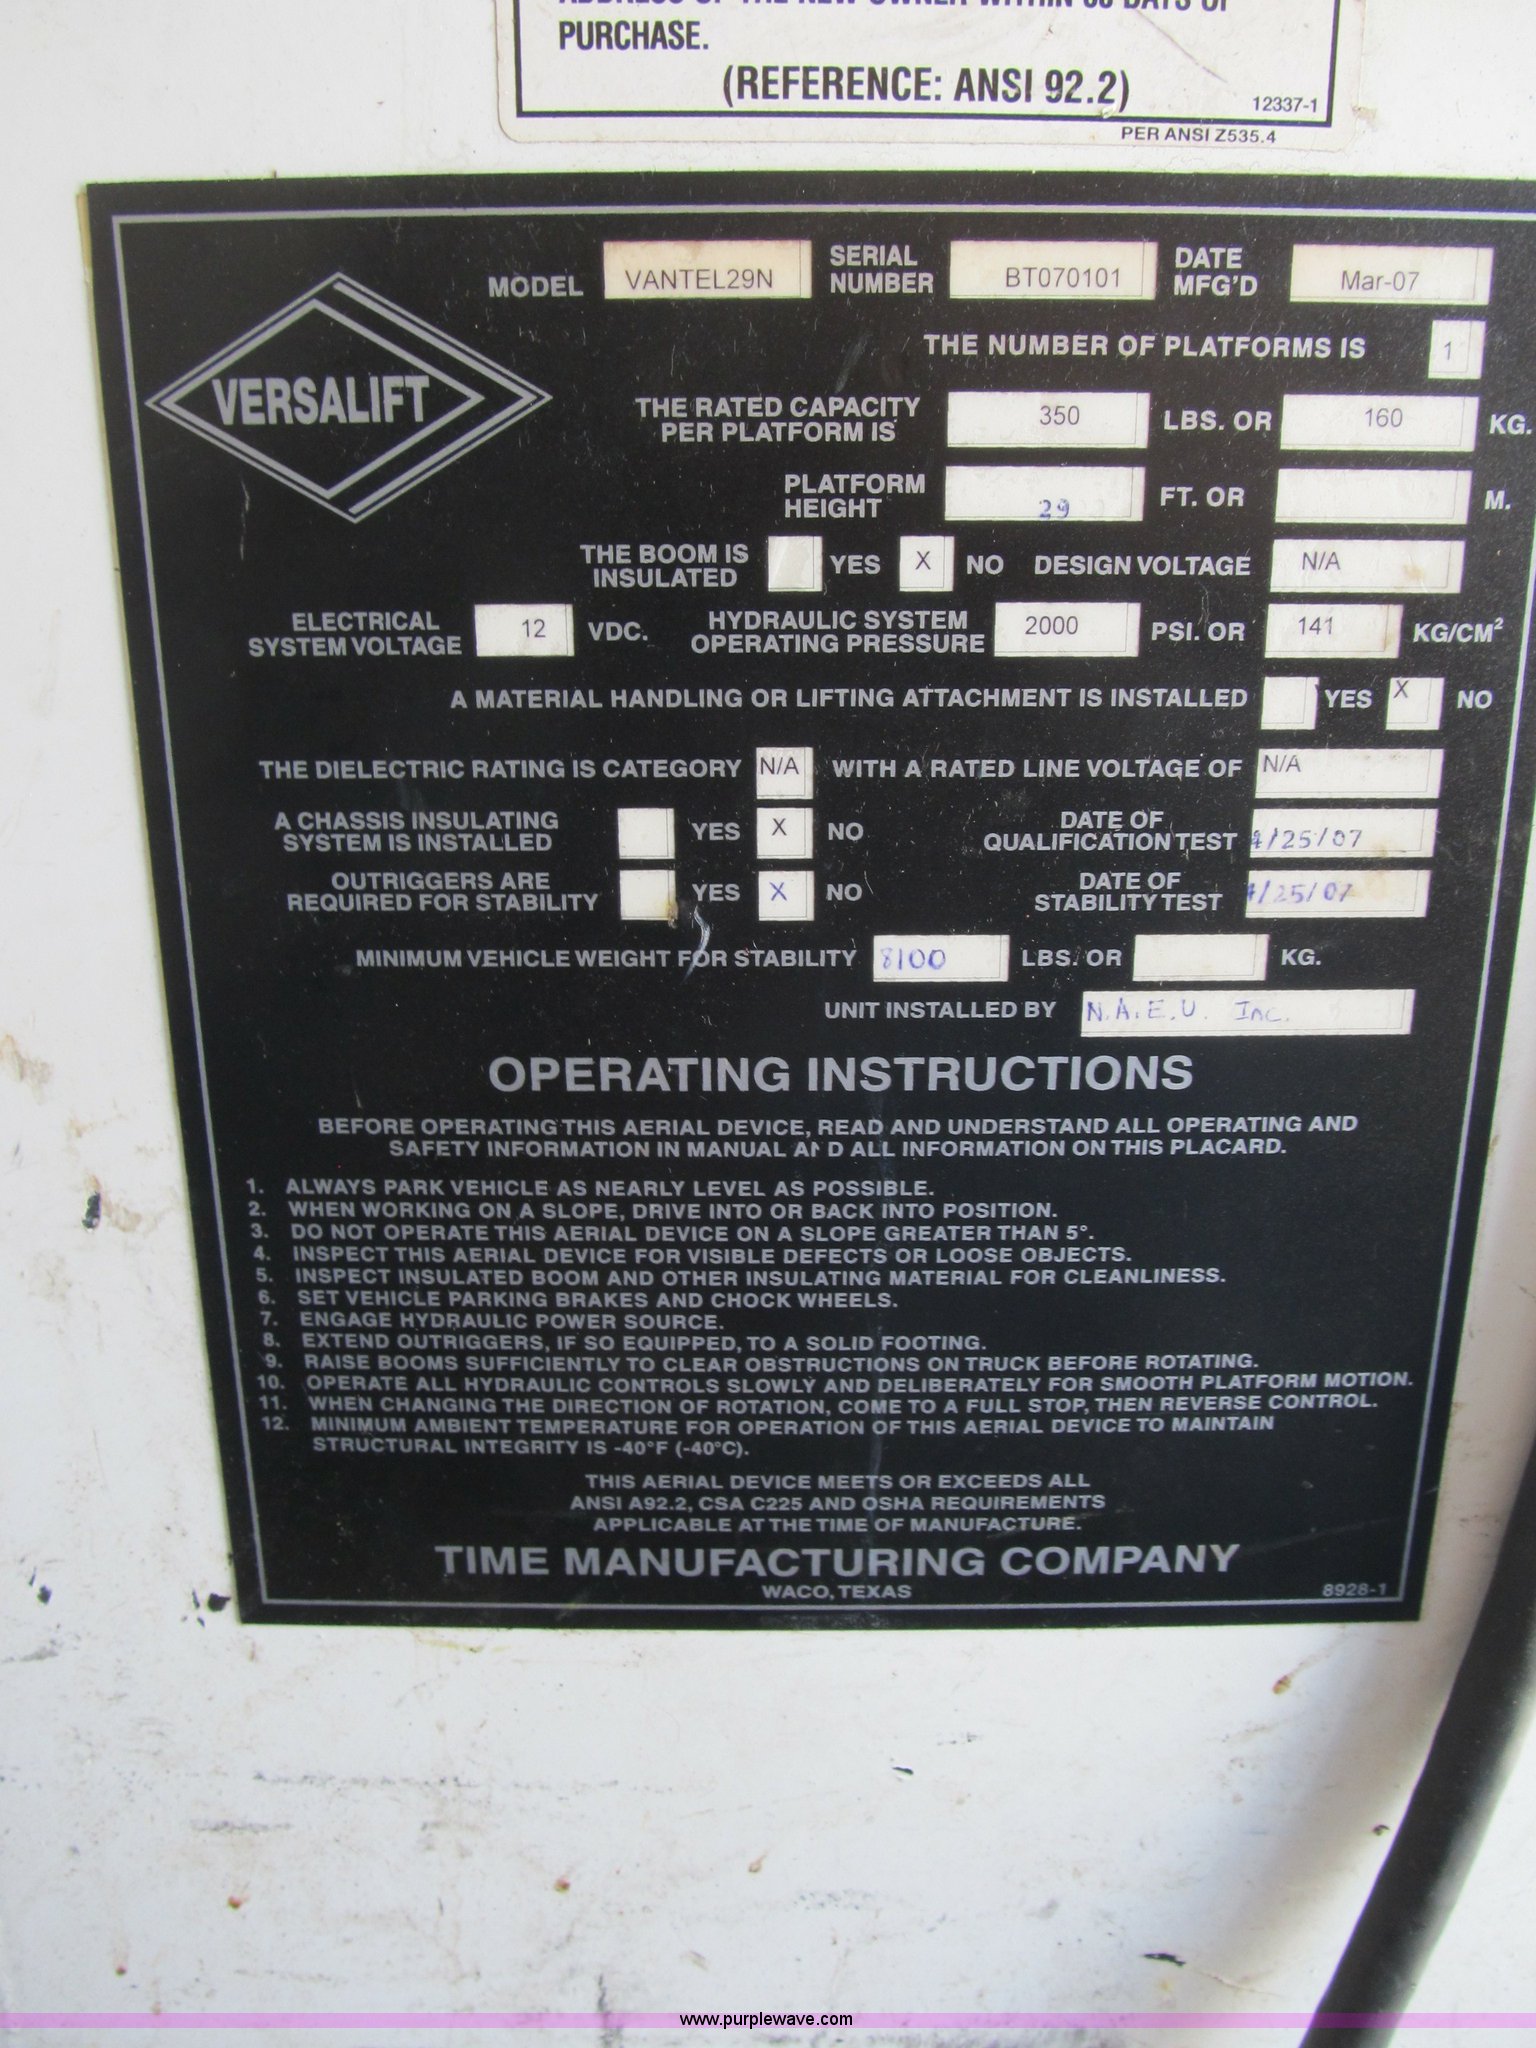 PURCHASE.
(REFERENCE: ANSI 92.2)
12337-1
PER ANSI Z535.4
VERSALIFT
MODEL VANTEL29N SERIAL NUMBER BT070101 DATE MFG'D Mar-07
THE NUMBER OF PLATFORMS IS 1
THE RATED CAPACITY PER PLATFORM IS 350 LBS. OR 160 KG.
PLATFORM HEIGHT 29 FT. OR M.
THE BOOM IS INSULATED YES X NO DESIGN VOLTAGE N/A
ELECTRICAL SYSTEM VOLTAGE 12 VDC. HYDRAULIC SYSTEM OPERATING PRESSURE 2000 PSI. OR 141 KG/CM²
A MATERIAL HANDLING OR LIFTING ATTACHMENT IS INSTALLED YES X NO
THE DIELECTRIC RATING IS CATEGORY N/A WITH A RATED LINE VOLTAGE OF N/A
A CHASSIS INSULATING SYSTEM IS INSTALLED YES X NO DATE OF QUALIFICATION TEST 4/25/07
OUTRIGGERS ARE REQUIRED FOR STABILITY YES X NO DATE OF STABILITY TEST 4/25/07
MINIMUM VEHICLE WEIGHT FOR STABILITY 8100 LBS. OR KG.
UNIT INSTALLED BY N.A.E.U. Inc.
OPERATING INSTRUCTIONS
BEFORE OPERATING THIS AERIAL DEVICE, READ AND UNDERSTAND ALL OPERATING AND
SAFETY INFORMATION IN MANUAL AND ALL INFORMATION ON THIS PLACARD.
1. ALWAYS PARK VEHICLE AS NEARLY LEVEL AS POSSIBLE.
2. WHEN WORKING ON A SLOPE, DRIVE INTO OR BACK INTO POSITION.
3. DO NOT OPERATE THIS AERIAL DEVICE ON A SLOPE GREATER THAN 5°.
4. INSPECT THIS AERIAL DEVICE FOR VISIBLE DEFECTS OR LOOSE OBJECTS.
5. INSPECT INSULATED BOOM AND OTHER INSULATING MATERIAL FOR CLEANLINESS.
6. SET VEHICLE PARKING BRAKES AND CHOCK WHEELS.
7. ENGAGE HYDRAULIC POWER SOURCE.
8. EXTEND OUTRIGGERS, IF SO EQUIPPED, TO A SOLID FOOTING.
9. RAISE BOOMS SUFFICIENTLY TO CLEAR OBSTRUCTIONS ON TRUCK BEFORE ROTATING.
10. OPERATE ALL HYDRAULIC CONTROLS SLOWLY AND DELIBERATELY FOR SMOOTH PLATFORM MOTION.
11. WHEN CHANGING THE DIRECTION OF ROTATION, COME TO A FULL STOP, THEN REVERSE CONTROL.
12. MINIMUM AMBIENT TEMPERATURE FOR OPERATION OF THIS AERIAL DEVICE TO MAINTAIN
STRUCTURAL INTEGRITY IS -40°F (-40°C).
THIS AERIAL DEVICE MEETS OR EXCEEDS ALL
ANSI A92.2, CSA C225 AND OSHA REQUIREMENTS
APPLICABLE AT THE TIME OF MANUFACTURE.
TIME MANUFACTURING COMPANY
WACO, TEXAS
8928-1
www.purplewave.com